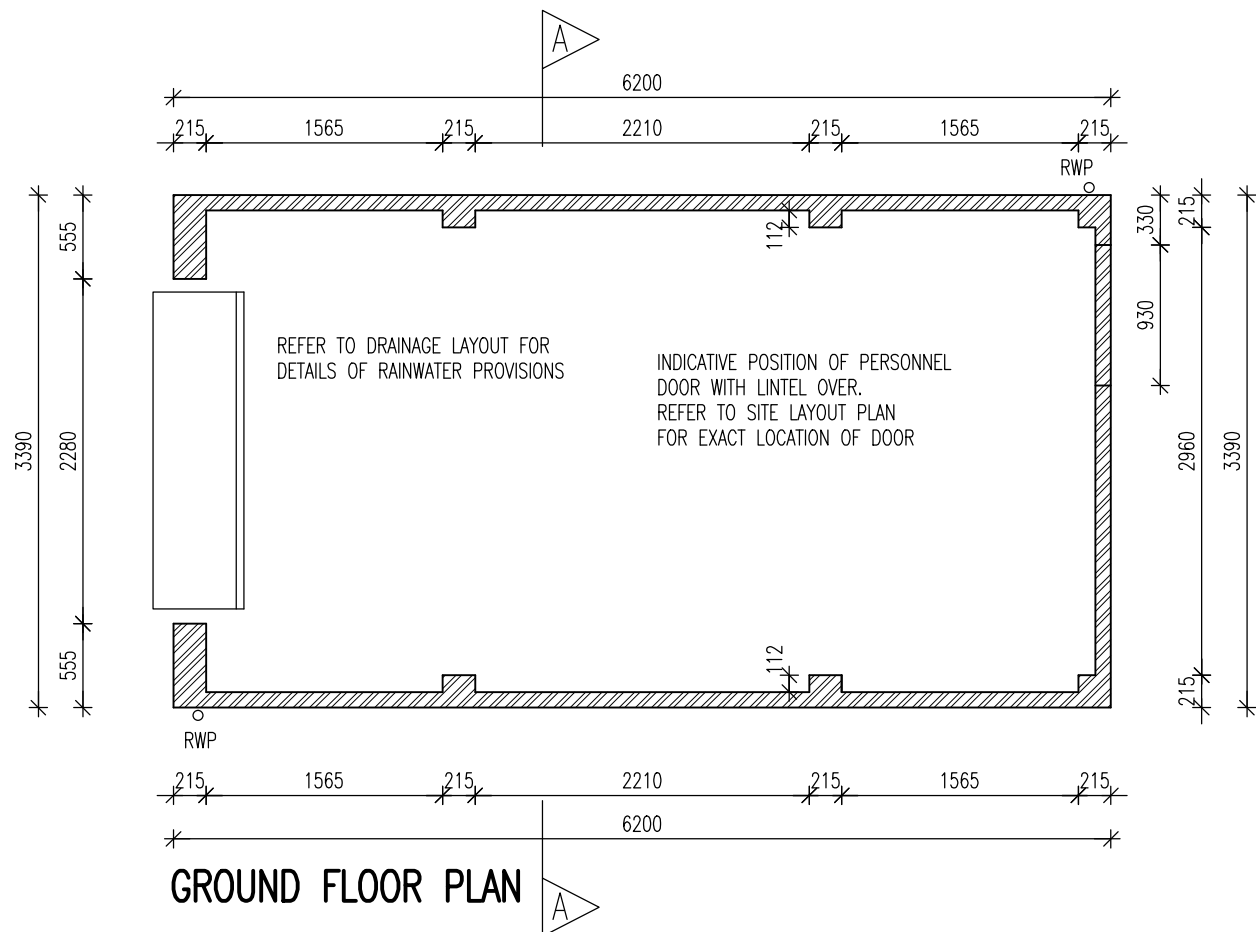 A
6200
215 1565 215 2210 215 1565 215
RWP
555
112
330
215
930
REFER TO DRAINAGE LAYOUT FOR
DETAILS OF RAINWATER PROVISIONS
INDICATIVE POSITION OF PERSONNEL
DOOR WITH LINTEL OVER.
REFER TO SITE LAYOUT PLAN
FOR EXACT LOCATION OF DOOR
3390
2280
2960
3390
555
112
215
RWP
215 1565 215 2210 215 1565 215
6200
GROUND FLOOR PLAN
A